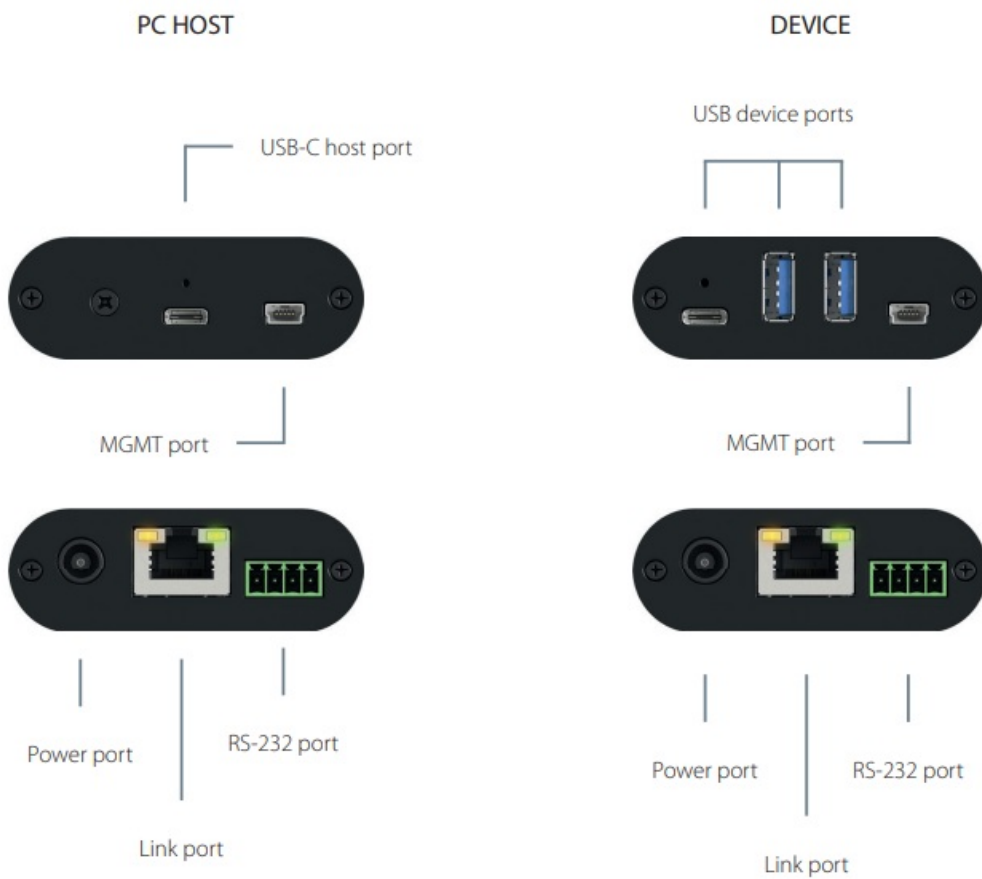 PC HOST
DEVICE
USB device ports
USB-C host port
MGMT port
MGMT port
RS-232 port
Power port
Power port
RS-232 port
Link port
Link port